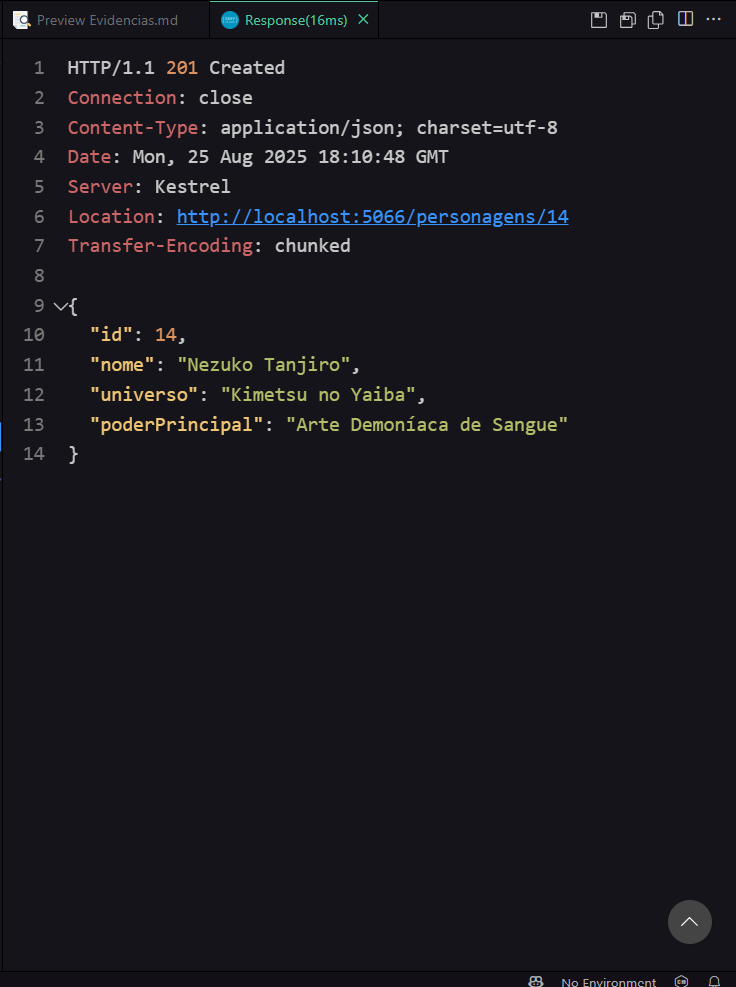 Preview Evidencias.md
Response(16ms)
1 HTTP/1.1 201 Created
2 Connection: close
3 Content-Type: application/json; charset=utf-8
4 Date: Mon, 25 Aug 2025 18:10:48 GMT
5 Server: Kestrel
6 Location: http://localhost:5066/personagens/14
7 Transfer-Encoding: chunked
8
9 {
10 "id": 14,
11 "nome": "Nezuko Tanjiro",
12 "universo": "Kimetsu no Yaiba",
13 "poderPrincipal": "Arte Demoníaca de Sangue"
14 }
No Environment